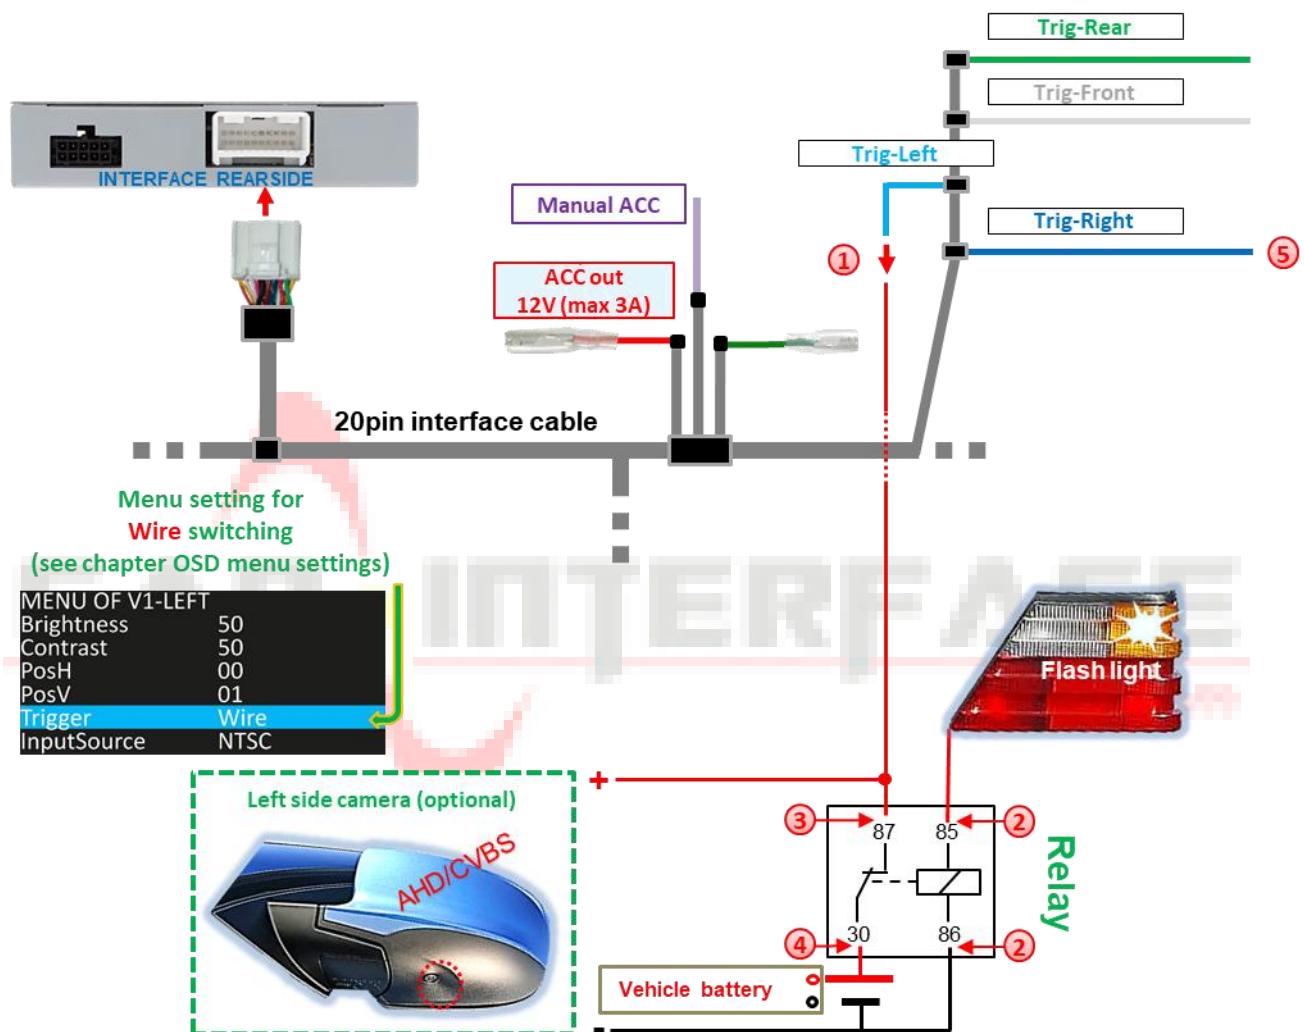 Trig-Rear
Trig-Front
Trig-Left
Trig-Right
INTERFACE REARSIDE
Manual ACC
ACC out
12V (max 3A)
1
5
20pin interface cable
Menu setting for
Wire switching
(see chapter OSD menu settings)
MENU OF V1-LEFT
Brightness 50
Contrast 50
PosH 00
PosV 01
Trigger Wire
InputSource NTSC
INTERFACE
Flash light
+
Left side camera (optional)
AHD/CVBS
3
87
85
2
Relay
4
30
86
2
Vehicle battery
-